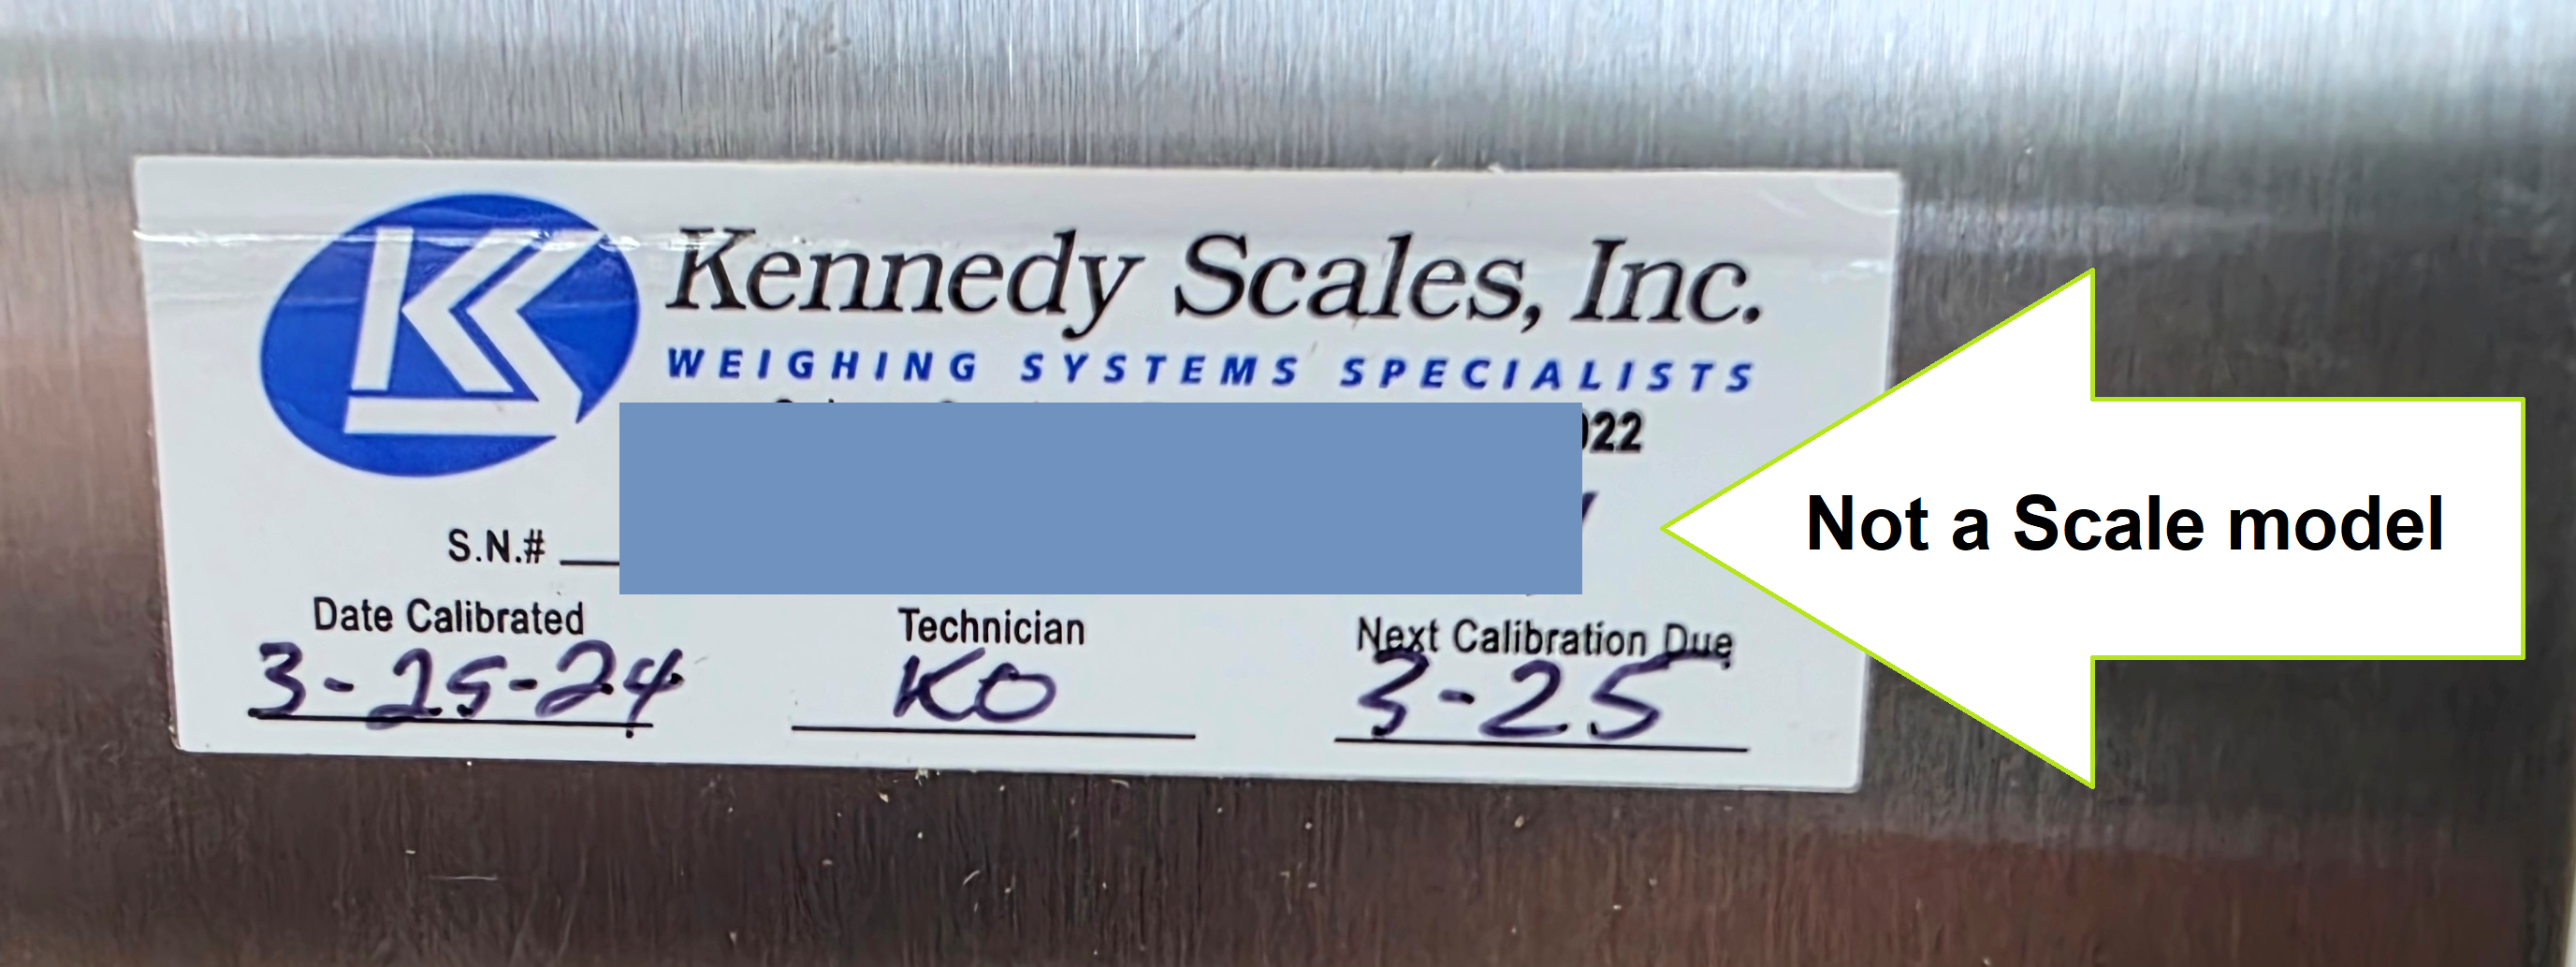 Kennedy Scales, Inc.
WEIGHING SYSTEMS SPECIALISTS
22
S.N.#
Not a Scale model
Date Calibrated Technician Next Calibration Due
3-25-24 KO 3-25